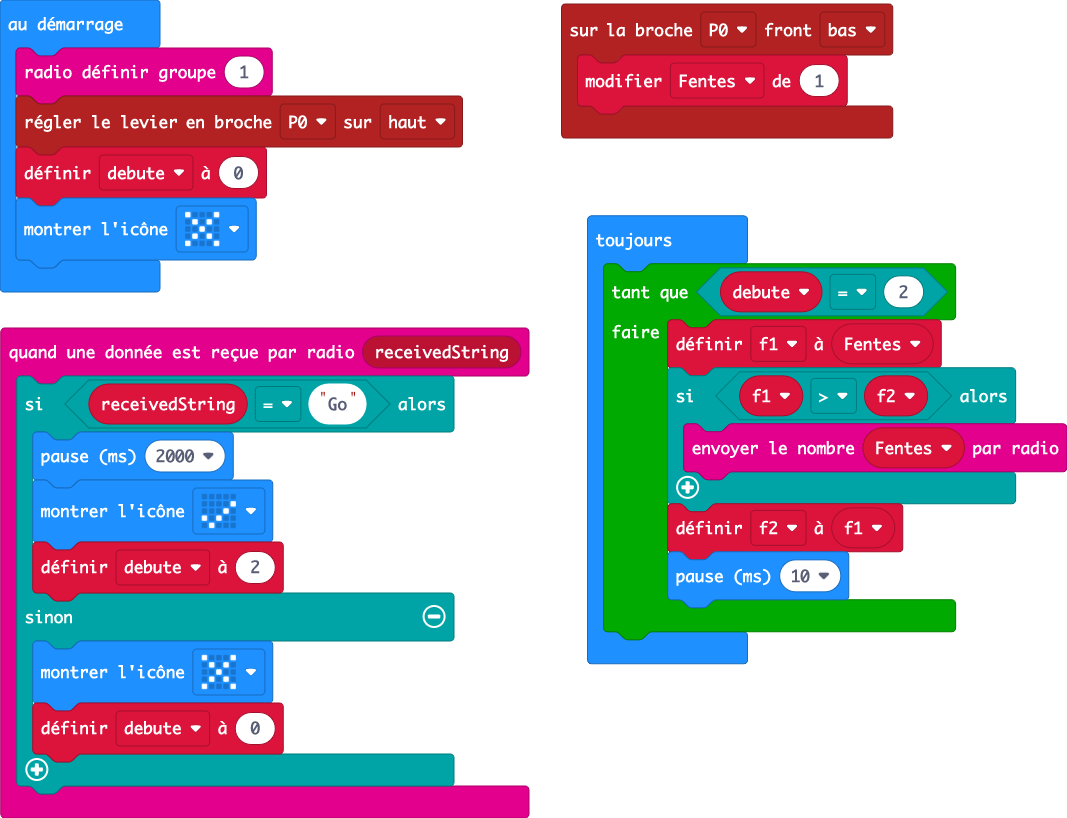 au démarrage
radio définir groupe 1
régler le levier en broche P0 sur haut
définir debute à 0
montrer l'icône
quand une donnée est reçue par radio receivedString
si receivedString = "Go" alors
pause (ms) 2000
montrer l'icône
définir debute à 2
sinon
montrer l'icône
définir debute à 0
sur la broche P0 front bas
modifier Fentes de 1
toujours
tant que debute = 2
faire
définir f1 à Fentes
si f1 > f2 alors
envoyer le nombre Fentes par radio
définir f2 à f1
pause (ms) 10